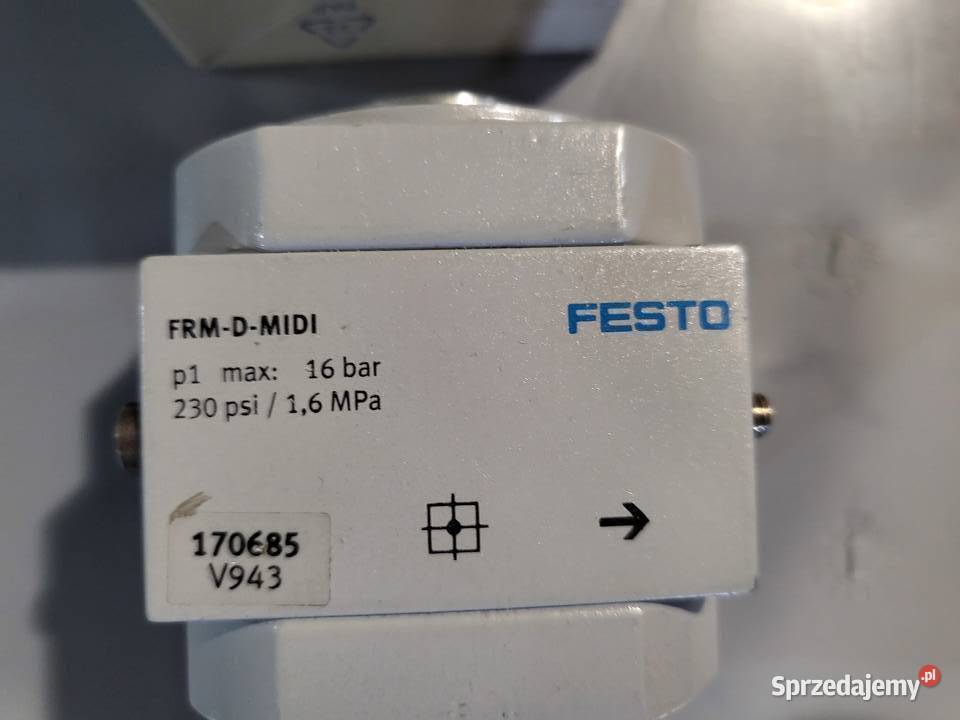 FRM-D-MIDI
FESTO
p1 max: 16 bar
230 psi / 1,6 MPa
170685
V943
Sprzedajemy.pl